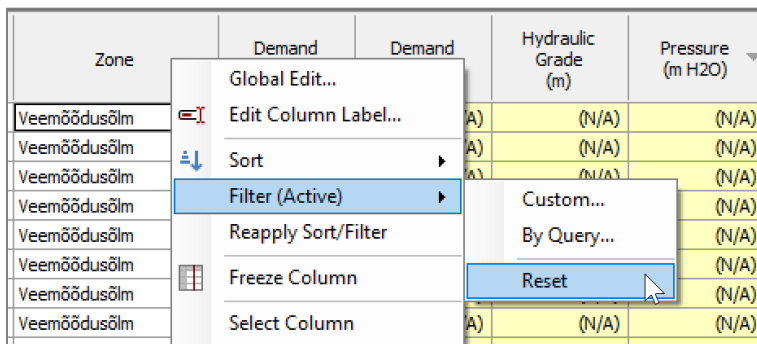 Zone
Demand
Demand
Hydraulic
Grade
(m)
Pressure
(m H2O)
Veemõõdusõlm
A) (N/A) (N/A)
Veemõõdusõlm
A) (N/A) (N/A)
Veemõõdusõlm
A) (N/A) (N/A)
Veemõõdusõlm
(N/A)
Veemõõdusõlm
(N/A)
Veemõõdusõlm
(N/A)
Veemõõdusõlm
(N/A)
Veemõõdusõlm
A) (N/A) (N/A)
Global Edit...
Edit Column Label...
Sort
Filter (Active)
Reapply Sort/Filter
Freeze Column
Select Column
Custom...
By Query...
Reset